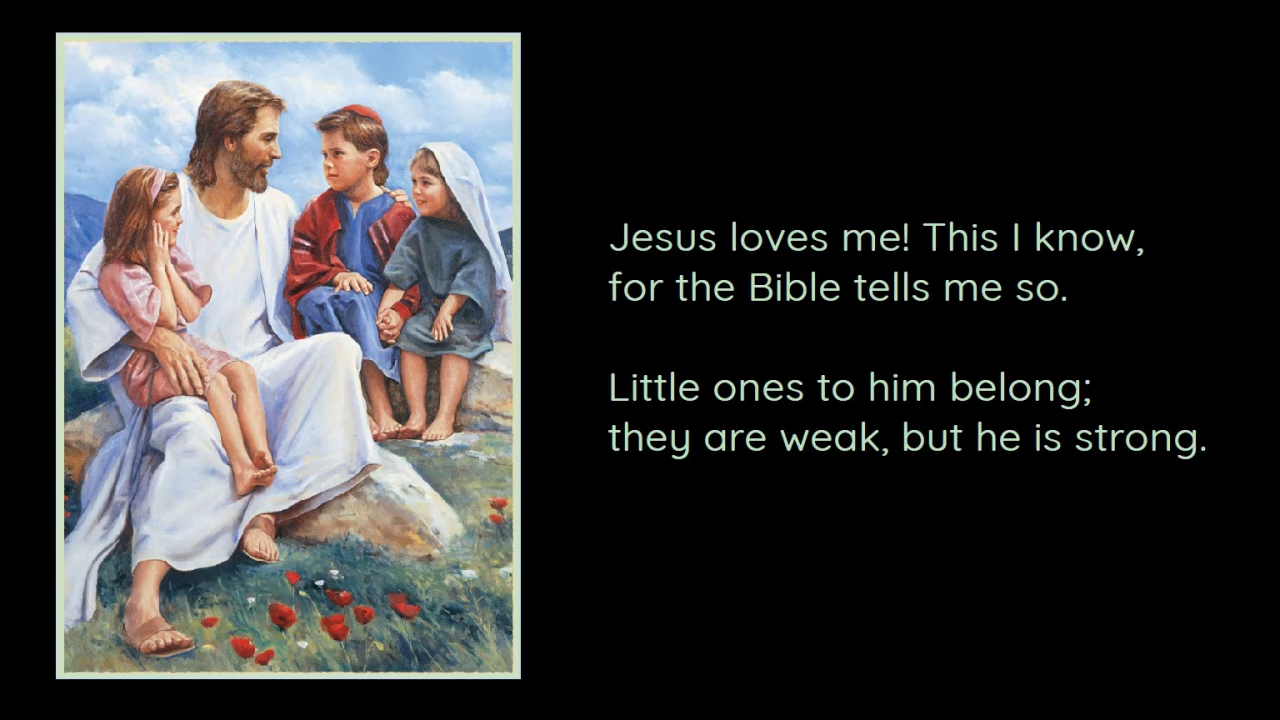 Jesus loves me! This I know,
for the Bible tells me so.
Little ones to him belong;
they are weak, but he is strong.